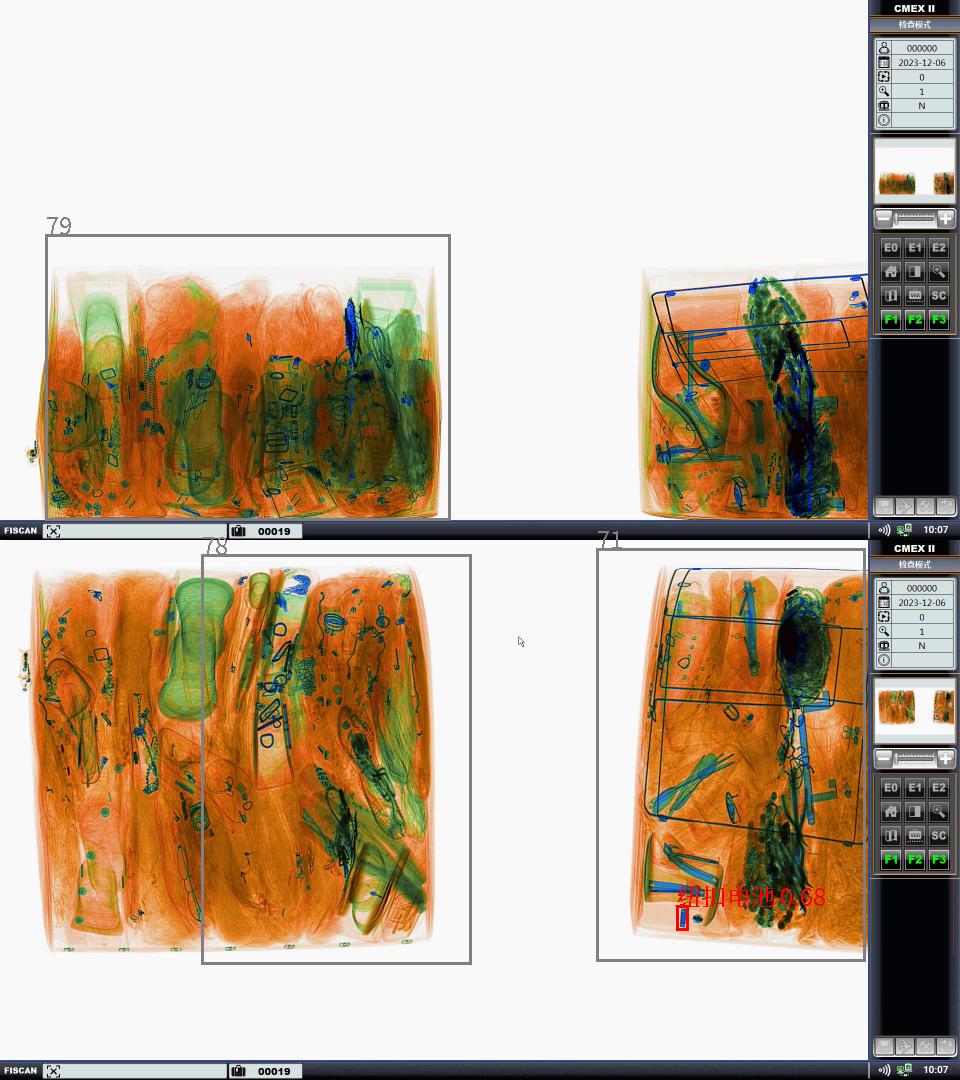 CMEX II
检查模式
000000
2023-12-06
0
1
N
79
E0 E1 E2
SC
F1 F2 F3
FISCAN
00019
10:07
78
71
CMEX II
检查模式
000000
2023-12-06
0
1
N
E0 E1 E2
VAR
SC
F1 F2 F3
纽扣电池 0.68
FISCAN
00019
10:07